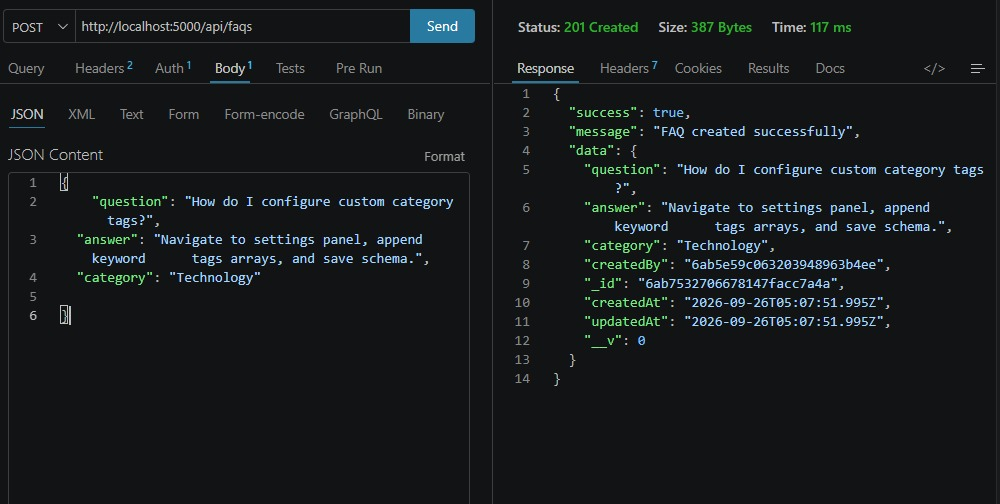 POST http://localhost:5000/api/faqs Send
Query Headers 2 Auth 1 Body 1 Tests Pre Run
JSON XML Text Form Form-encode GraphQL Binary
JSON Content Format
1 {
2 "question": "How do I configure custom category
tags?",
3 "answer": "Navigate to settings panel, append
keyword      tags arrays, and save schema.",
4 "category": "Technology"
5
6 }
Status: 201 Created Size: 387 Bytes Time: 117 ms
Response Headers 7 Cookies Results Docs </>
1 {
2 "success": true,
3 "message": "FAQ created successfully",
4 "data": {
5 "question": "How do I configure custom category tags
?",
6 "answer": "Navigate to settings panel, append
keyword      tags arrays, and save schema.",
7 "category": "Technology",
8 "createdBy": "6ab5e59c063203948963b4ee",
9 "_id": "6ab7532706678147facc7a4a",
10 "createdAt": "2026-09-26T05:07:51.995Z",
11 "updatedAt": "2026-09-26T05:07:51.995Z",
12 "__v": 0
13 }
14 }